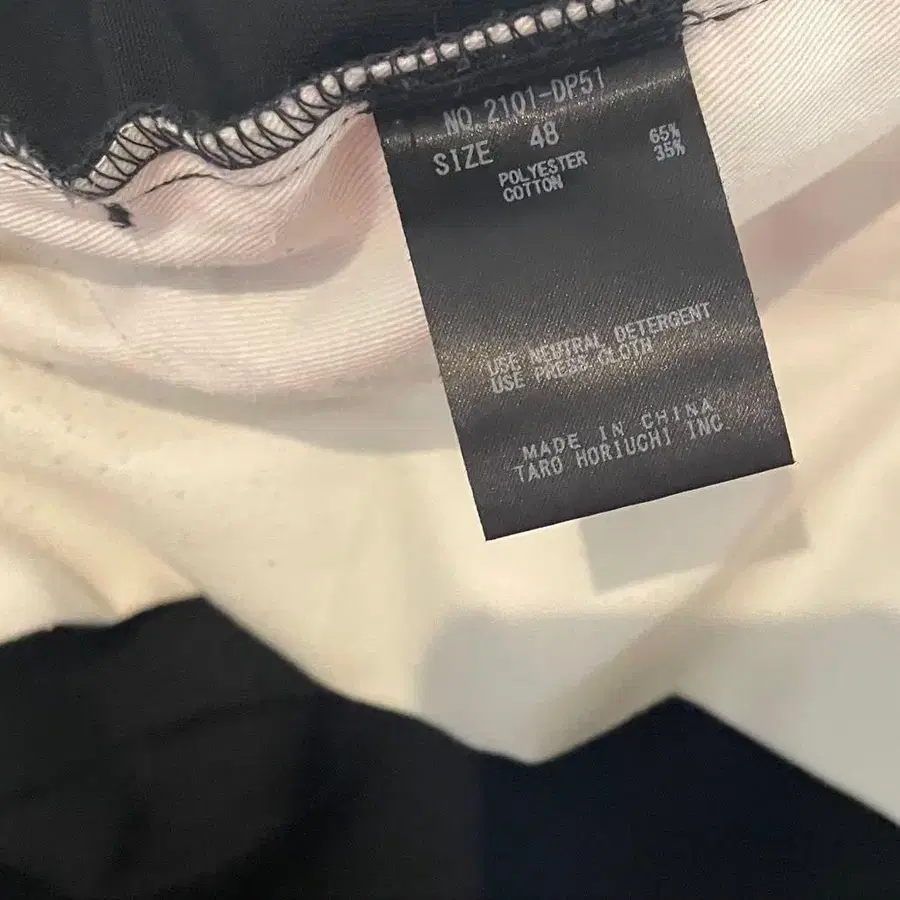 NO. 2101-DP51
SIZE 48
POLYESTER 65%
COTTON 35%
USE NEUTRAL DETERGENT
USE PRESS CLOTH
MADE IN CHINA
TARO HORIUCHI INC.